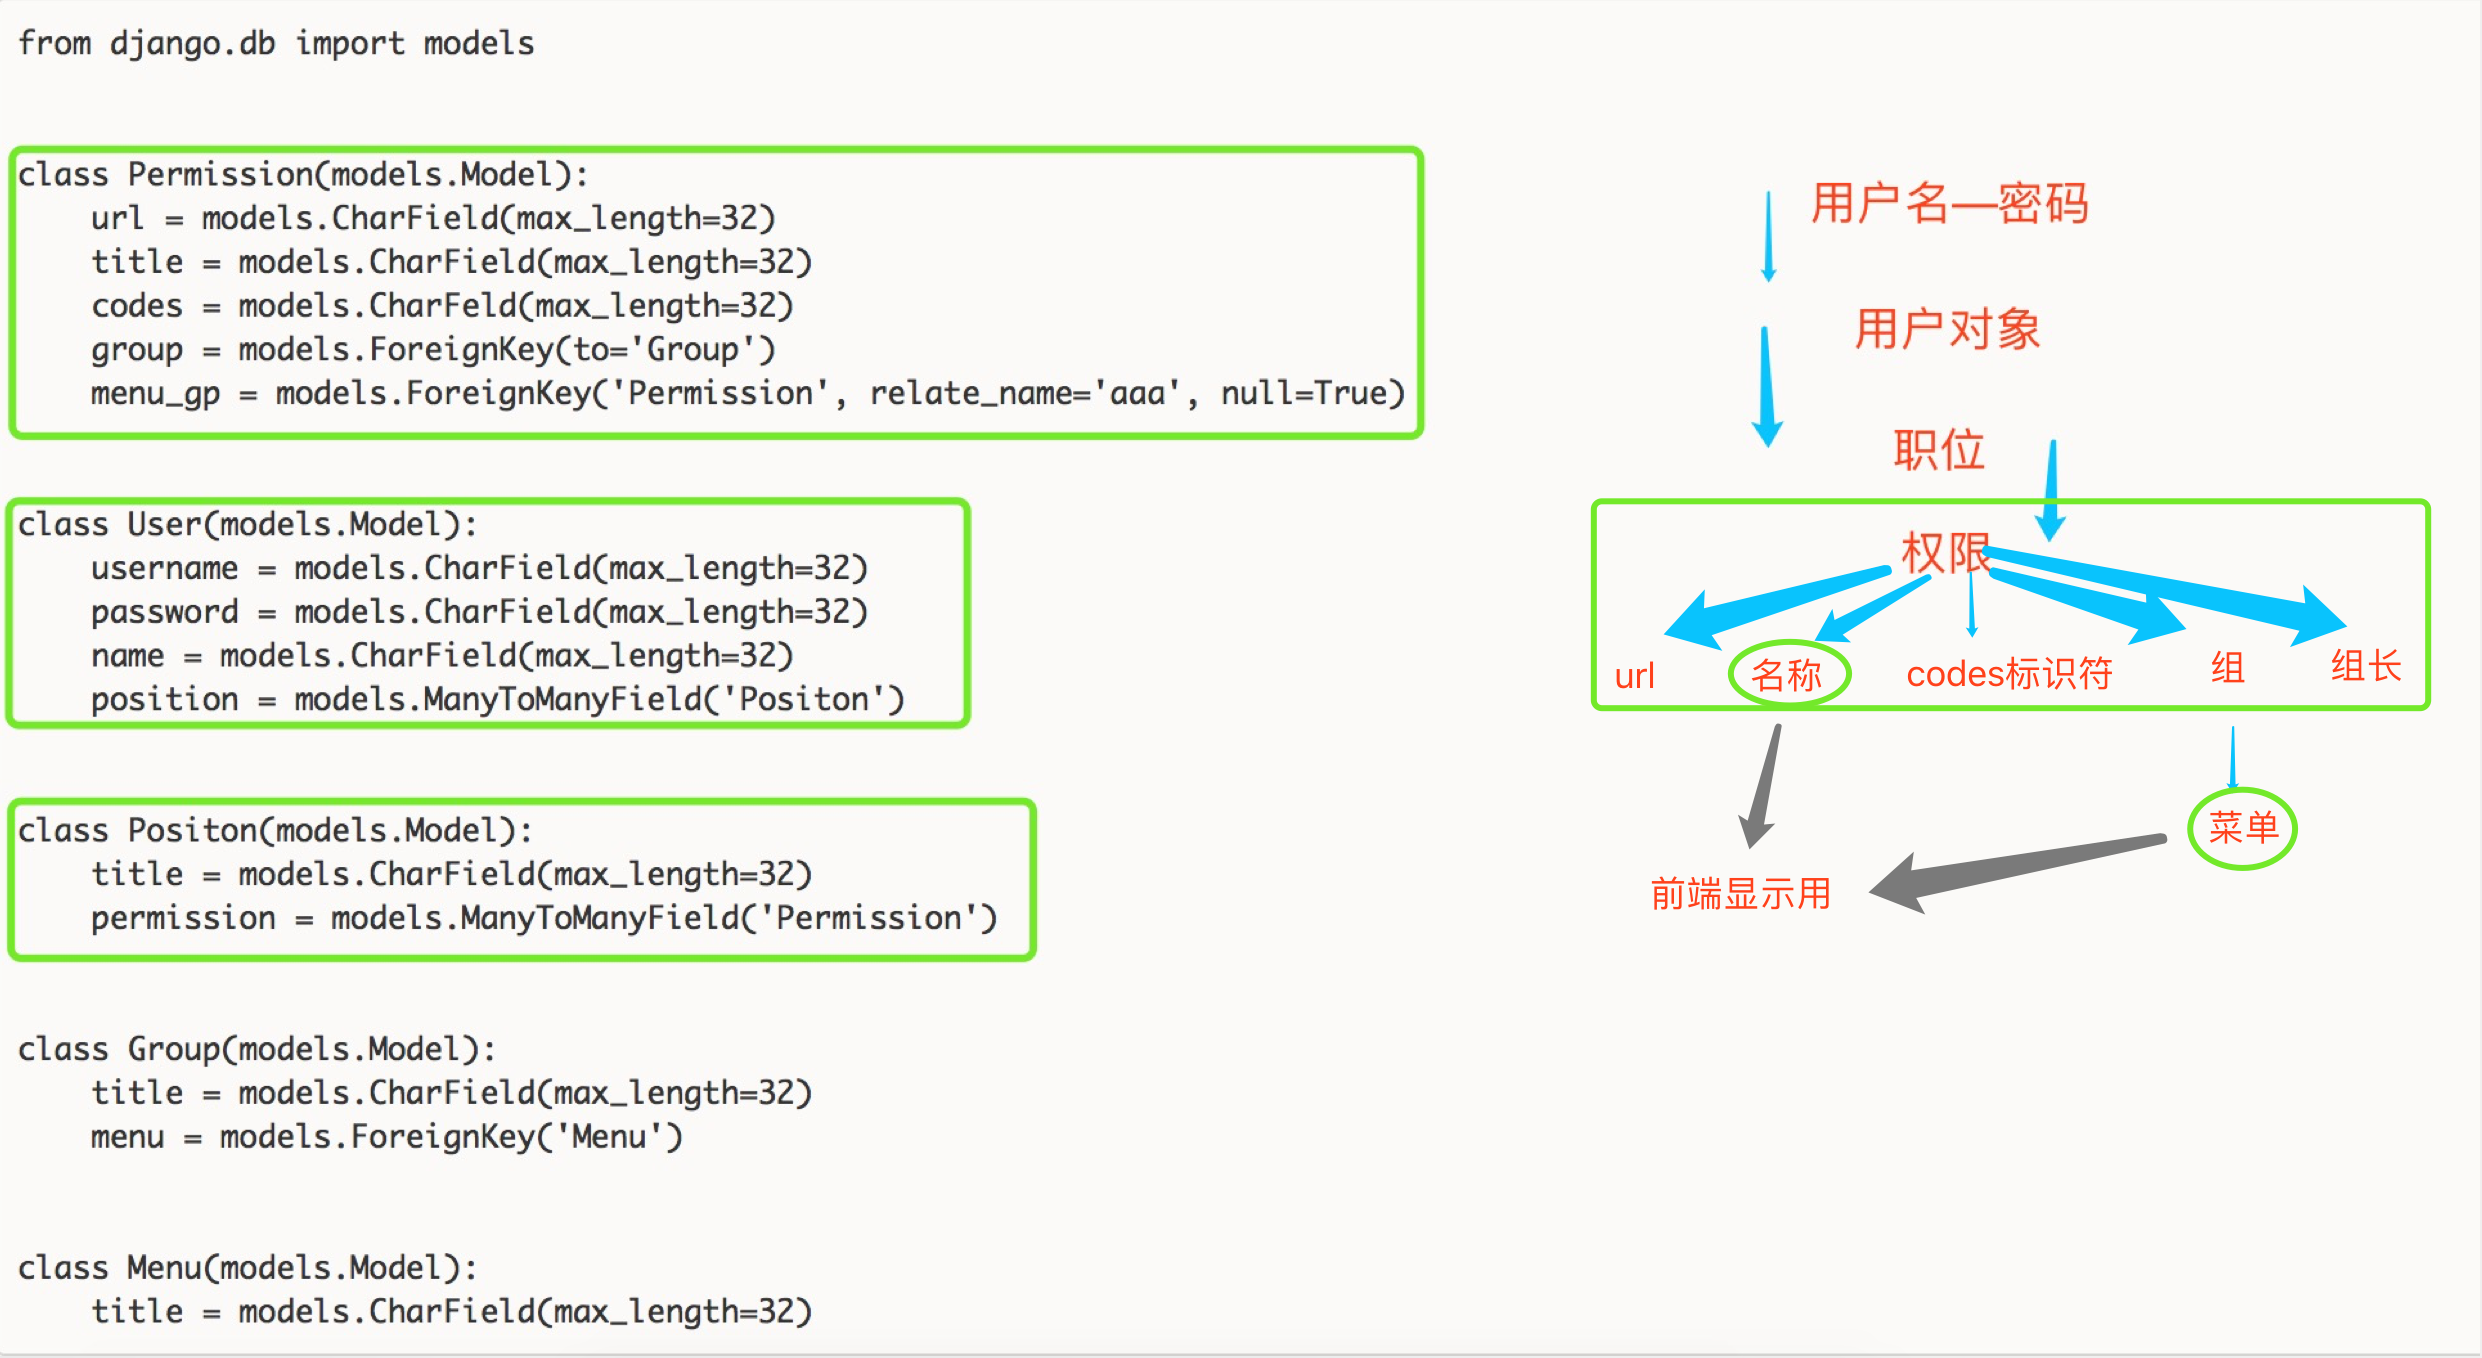 from django.db import models
class Permission(models.Model):
    url = models.CharField(max_length=32)
    title = models.CharField(max_length=32)
    codes = models.CharFeld(max_length=32)
    group = models.ForeignKey(to='Group')
    menu_gp = models.ForeignKey('Permission', relate_name='aaa', null=True)
class User(models.Model):
    username = models.CharField(max_length=32)
    password = models.CharField(max_length=32)
    name = models.CharField(max_length=32)
    position = models.ManyToManyField('Positon')
class Positon(models.Model):
    title = models.CharField(max_length=32)
    permission = models.ManyToManyField('Permission')
class Group(models.Model):
    title = models.CharField(max_length=32)
    menu = models.ForeignKey('Menu')
class Menu(models.Model):
    title = models.CharField(max_length=32)
用户名—密码
用户对象
职位
权限
url 名称 codes标识符 组 组长
菜单
前端显示用